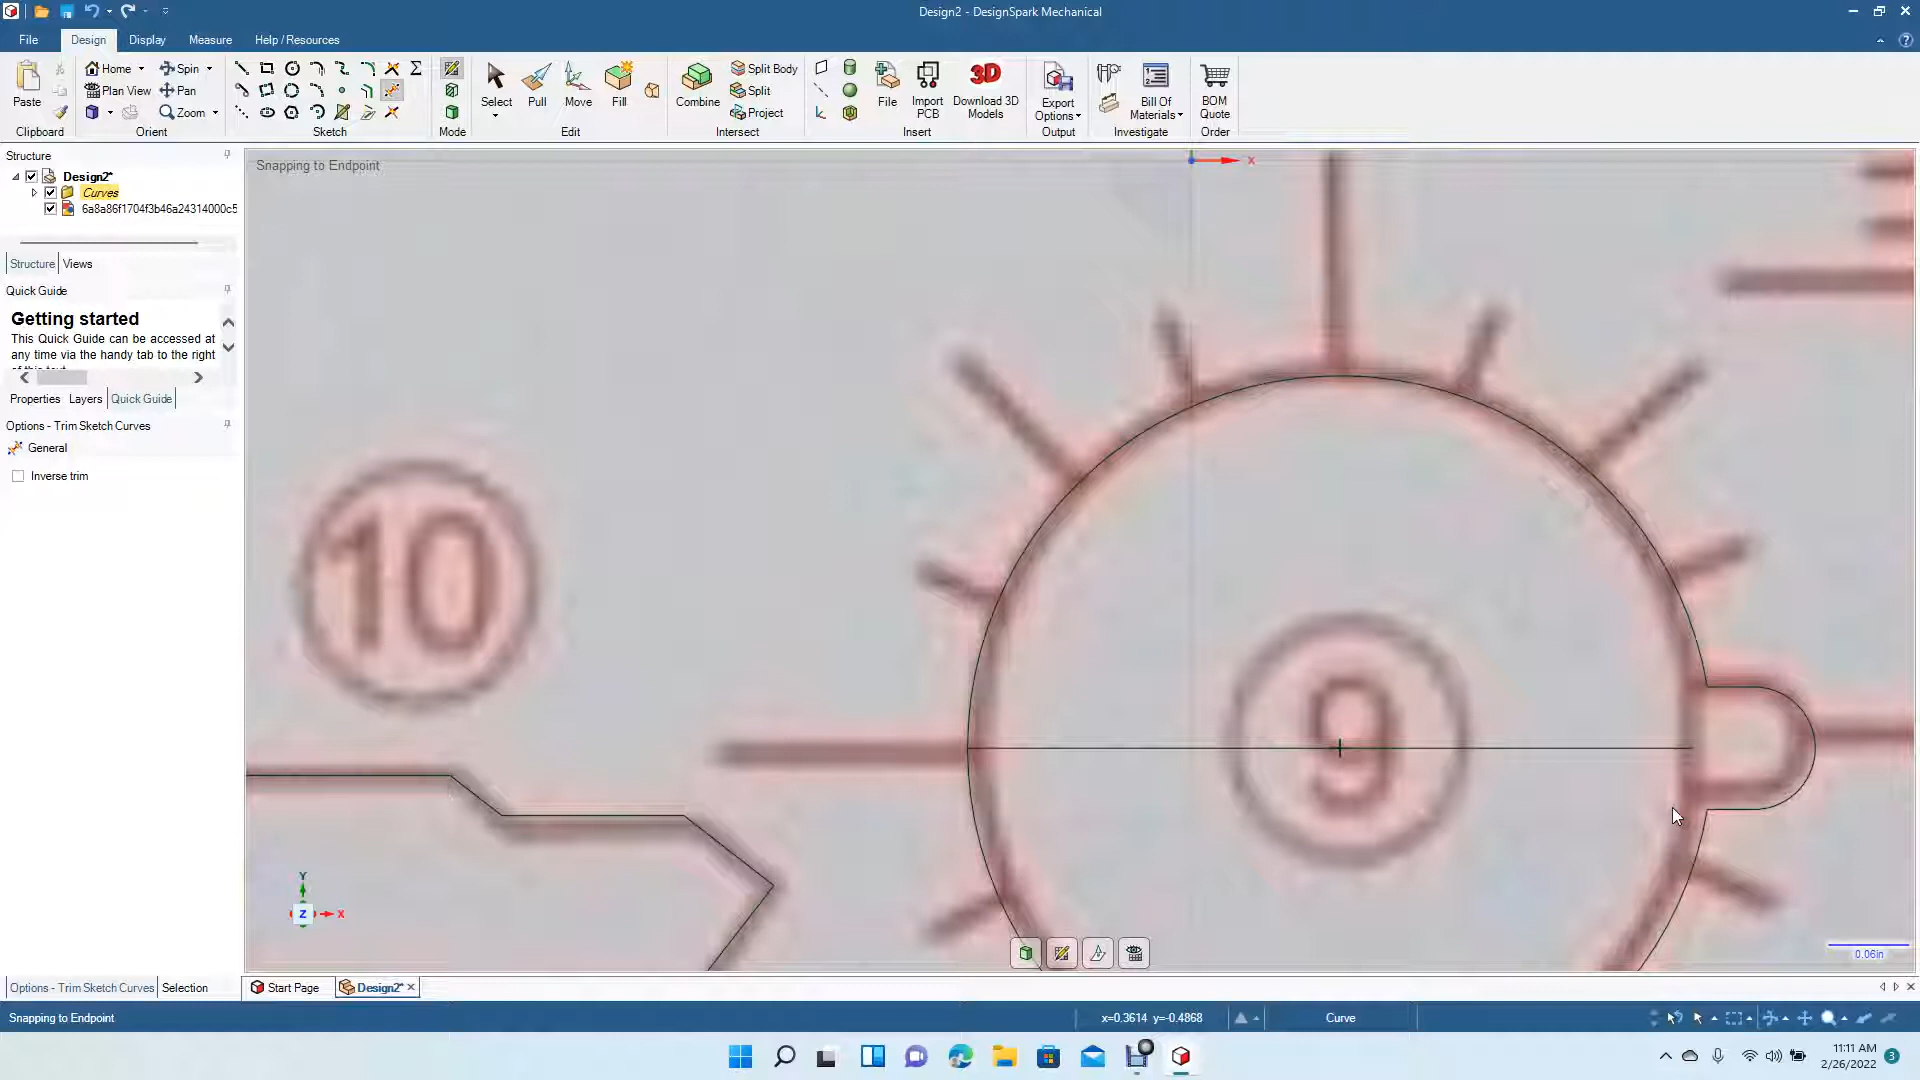 Design2 - DesignSpark Mechanical
File Design Display Measure Help / Resources
Paste Home Spin Plan View Pan Zoom Select Pull Move Fill Combine Split Body Split Project File Import PCB Download 3D Models Export Options Bill Of Materials BOM Quote
Clipboard Orient Sketch Mode Edit Intersect Insert Output Investigate Order
Structure
Design2*
Curves
6a8a86f1704f3b46a24314000c5
Structure Views
Quick Guide
Getting started
This Quick Guide can be accessed at
any time via the handy tab to the right
of this text
Properties Layers Quick Guide
Options - Trim Sketch Curves
General
Inverse trim
Snapping to Endpoint
X
10
9
Y
Z X
0.06in
Options - Trim Sketch Curves Selection Start Page Design2*
Snapping to Endpoint x=0.3614 y=-0.4868 Curve
11:11 AM
2/26/2022 3